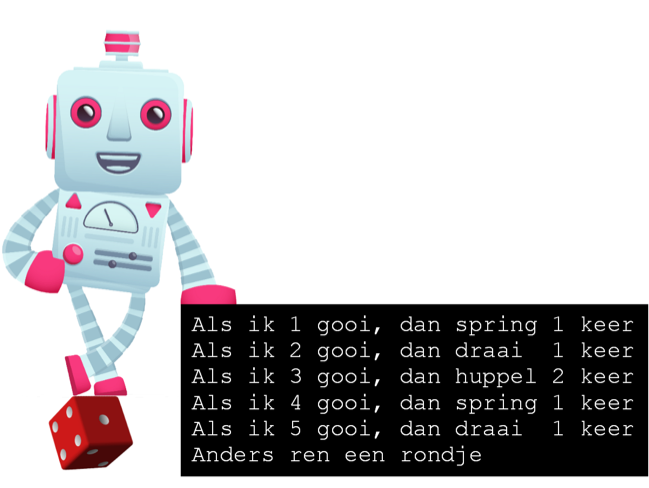 Als ik 1 gooi, dan spring 1 keer
Als ik 2 gooi, dan draai  1 keer
Als ik 3 gooi, dan huppel 2 keer
Als ik 4 gooi, dan spring 1 keer
Als ik 5 gooi, dan draai  1 keer
Anders ren een rondje